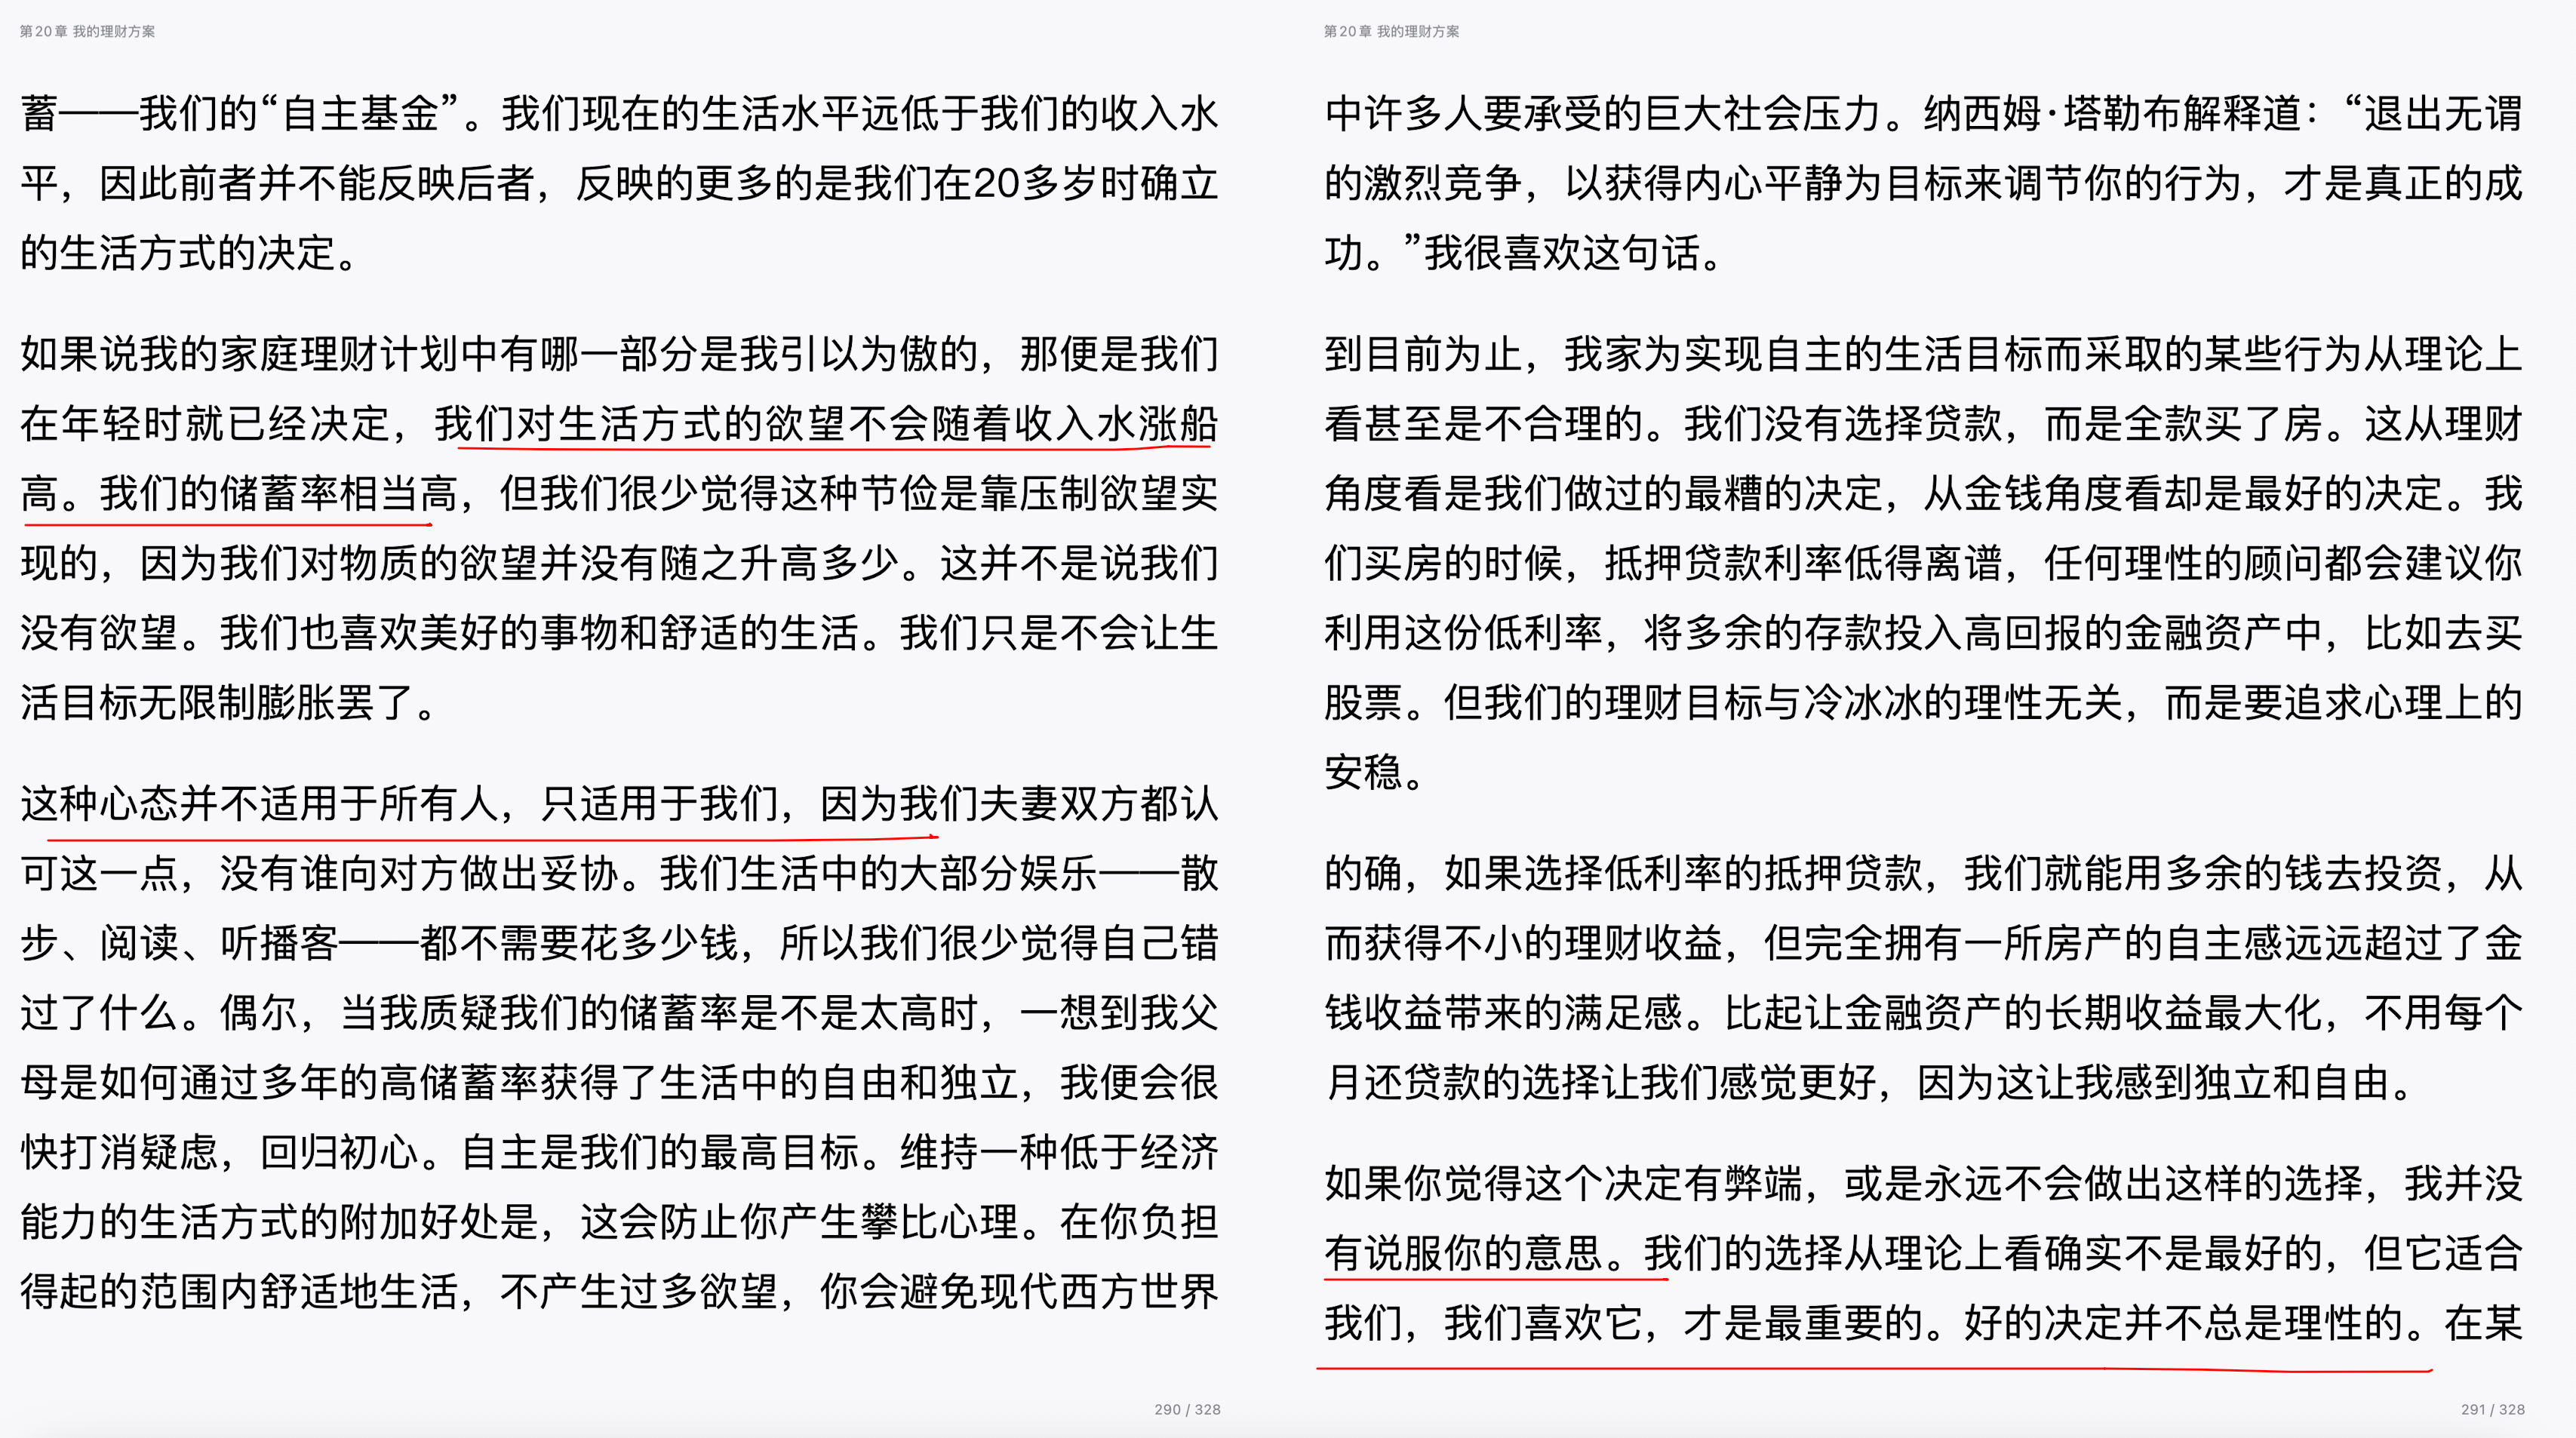 第20章 我的理财方案
蓄——我们的“自主基金”。我们现在的生活水平远低于我们的收入水
平，因此前者并不能反映后者，反映的更多的是我们在20多岁时确立
的生活方式的决定。
如果说我的家庭理财计划中有哪一部分是我引以为傲的，那便是我们
在年轻时就已经决定，我们对生活方式的欲望不会随着收入水涨船
高。我们的储蓄率相当高，但我们很少觉得这种节俭是靠压制欲望实
现的，因为我们对物质的欲望并没有随之升高多少。这并不是说我们
没有欲望。我们也喜欢美好的事物和舒适的生活。我们只是不会让生
活目标无限制膨胀罢了。
这种心态并不适用于所有人，只适用于我们，因为我们夫妻双方都认
可这一点，没有谁向对方做出妥协。我们生活中的大部分娱乐——散
步、阅读、听播客——都不需要花多少钱，所以我们很少觉得自己错
过了什么。偶尔，当我质疑我们的储蓄率是不是太高时，一想到我父
母是如何通过多年的高储蓄率获得了生活中的自由和独立，我便会很
快打消疑虑，回归初心。自主是我们的最高目标。维持一种低于经济
能力的生活方式的附加好处是，这会防止你产生攀比心理。在你负担
得起的范围内舒适地生活，不产生过多欲望，你会避免现代西方世界
290 / 328
第20章 我的理财方案
中许多人要承受的巨大社会压力。纳西姆·塔勒布解释道：“退出无谓
的激烈竞争，以获得内心平静为目标来调节你的行为，才是真正的成
功。”我很喜欢这句话。
到目前为止，我家为实现自主的生活目标而采取的某些行为从理论上
看甚至是不合理的。我们没有选择贷款，而是全款买了房。这从理财
角度看是我们做过的最糟的决定，从金钱角度看却是最好的决定。我
们买房的时候，抵押贷款利率低得离谱，任何理性的顾问都会建议你
利用这份低利率，将多余的存款投入高回报的金融资产中，比如去买
股票。但我们的理财目标与冷冰冰的理性无关，而是要追求心理上的
安稳。
的确，如果选择低利率的抵押贷款，我们就能用多余的钱去投资，从
而获得不小的理财收益，但完全拥有一所房产的自主感远远超过了金
钱收益带来的满足感。比起让金融资产的长期收益最大化，不用每个
月还贷款的选择让我们感觉更好，因为这让我感到独立和自由。
如果你觉得这个决定有弊端，或是永远不会做出这样的选择，我并没
有说服你的意思。我们的选择从理论上看确实不是最好的，但它适合
我们，我们喜欢它，才是最重要的。好的决定并不总是理性的。在某
291 / 328